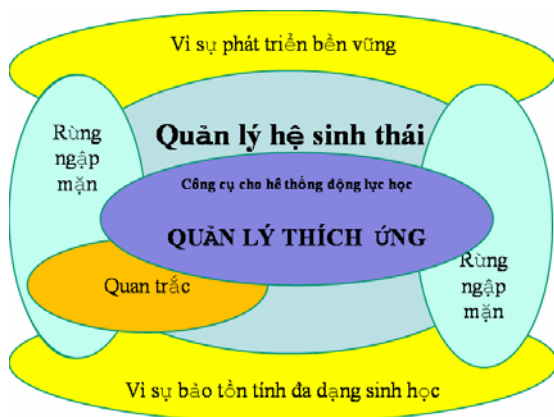 Vì sự phát triển bền vững
Rừng
ngập
mặn
Quản lý hệ sinh thái
Công cụ cho hê thống động lực học
QUẢN LÝ THÍCH ỨNG
Quan trắc
Rừng
ngập
mặn
Vì sự bảo tồn tính đa dạng sinh học